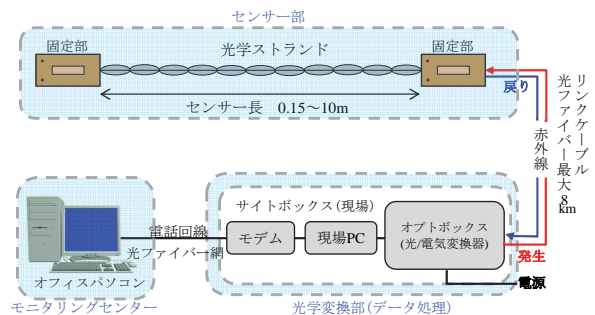 センサー部
固定部
光学ストランド
固定部
センサー長 0.15~10m
戻り
赤外線
リンクケーブル
光ファイバー最大8km
サイトボックス(現場)
オプトボックス
(光/電気変換器)
モデム
現場PC
電話回線
光ファイバー網
発生
電源
オフィスパソコン
モニタリングセンター
光学変換部(データ処理)